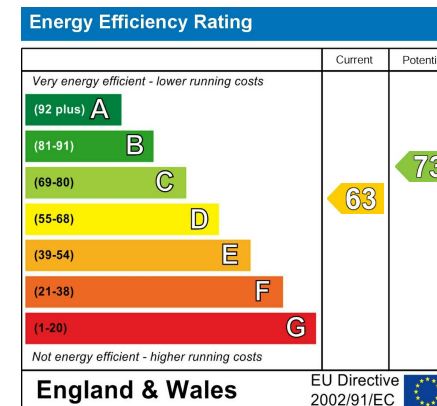 Energy Efficiency Rating
Current Potenti
Very energy efficient - lower running costs
(92 plus) A
(81-91) B
(69-80) C
73
(55-68) D
63
(39-54) E
(21-38) F
(1-20) G
Not energy efficient - higher running costs
England & Wales
EU Directive
2002/91/EC